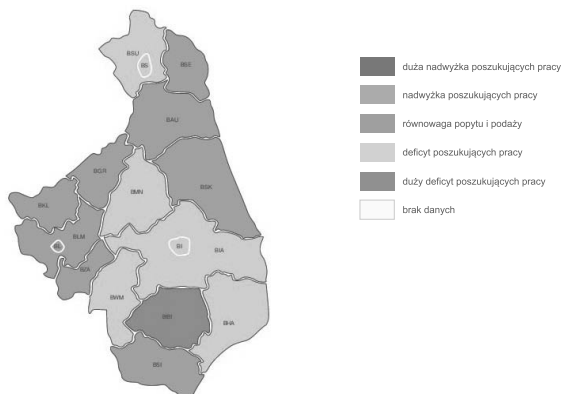 BSU
BS
BSE
BAU
BGR
BMN
BSK
BKL
BLM
BL
BZA
BI
BIA
BWM
BBI
BHA
BSI
duża nadwyżka poszukujących pracy
nadwyżka poszukujących pracy
równowaga popytu i podaży
deficyt poszukujących pracy
duży deficyt poszukujących pracy
brak danych